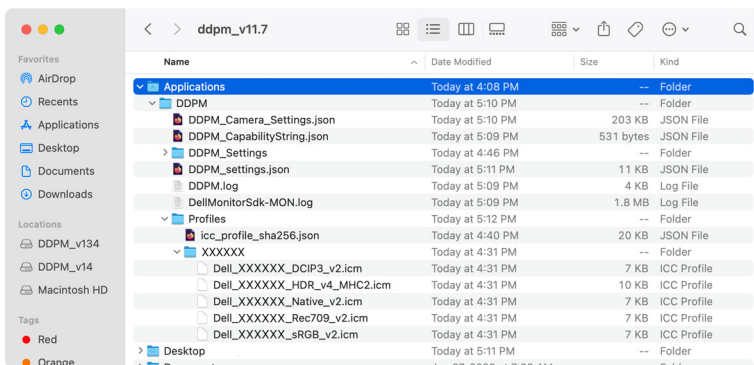 ddpm_v11.7
Favorites
AirDrop
Recents
Applications
Desktop
Documents
Downloads
Locations
DDPM_v134
DDPM_v14
Macintosh HD
Tags
Red
Orange
Name Date Modified Size Kind
Applications Today at 4:08 PM -- Folder
DDPM Today at 5:10 PM -- Folder
DDPM_Camera_Settings.json Today at 5:10 PM 203 KB JSON File
DDPM_CapabilityString.json Today at 5:09 PM 531 bytes JSON File
DDPM_Settings Today at 4:46 PM -- Folder
DDPM_settings.json Today at 5:11 PM 11 KB JSON File
DDPM.log Today at 5:09 PM 4 KB Log File
DellMonitorSdk-MON.log Today at 5:09 PM 1.8 MB Log File
Profiles Today at 5:12 PM -- Folder
icc_profile_sha256.json Today at 4:40 PM 20 KB JSON File
XXXXXX Today at 4:31 PM -- Folder
Dell_XXXXXX_DCIP3_v2.icm Today at 4:31 PM 7 KB ICC Profile
Dell_XXXXXX_HDR_v4_MHC2.icm Today at 4:31 PM 10 KB ICC Profile
Dell_XXXXXX_Native_v2.icm Today at 4:31 PM 7 KB ICC Profile
Dell_XXXXXX_Rec709_v2.icm Today at 4:31 PM 7 KB ICC Profile
Dell_XXXXXX_sRGB_v2.icm Today at 4:31 PM 7 KB ICC Profile
Desktop Today at 5:11 PM -- Folder